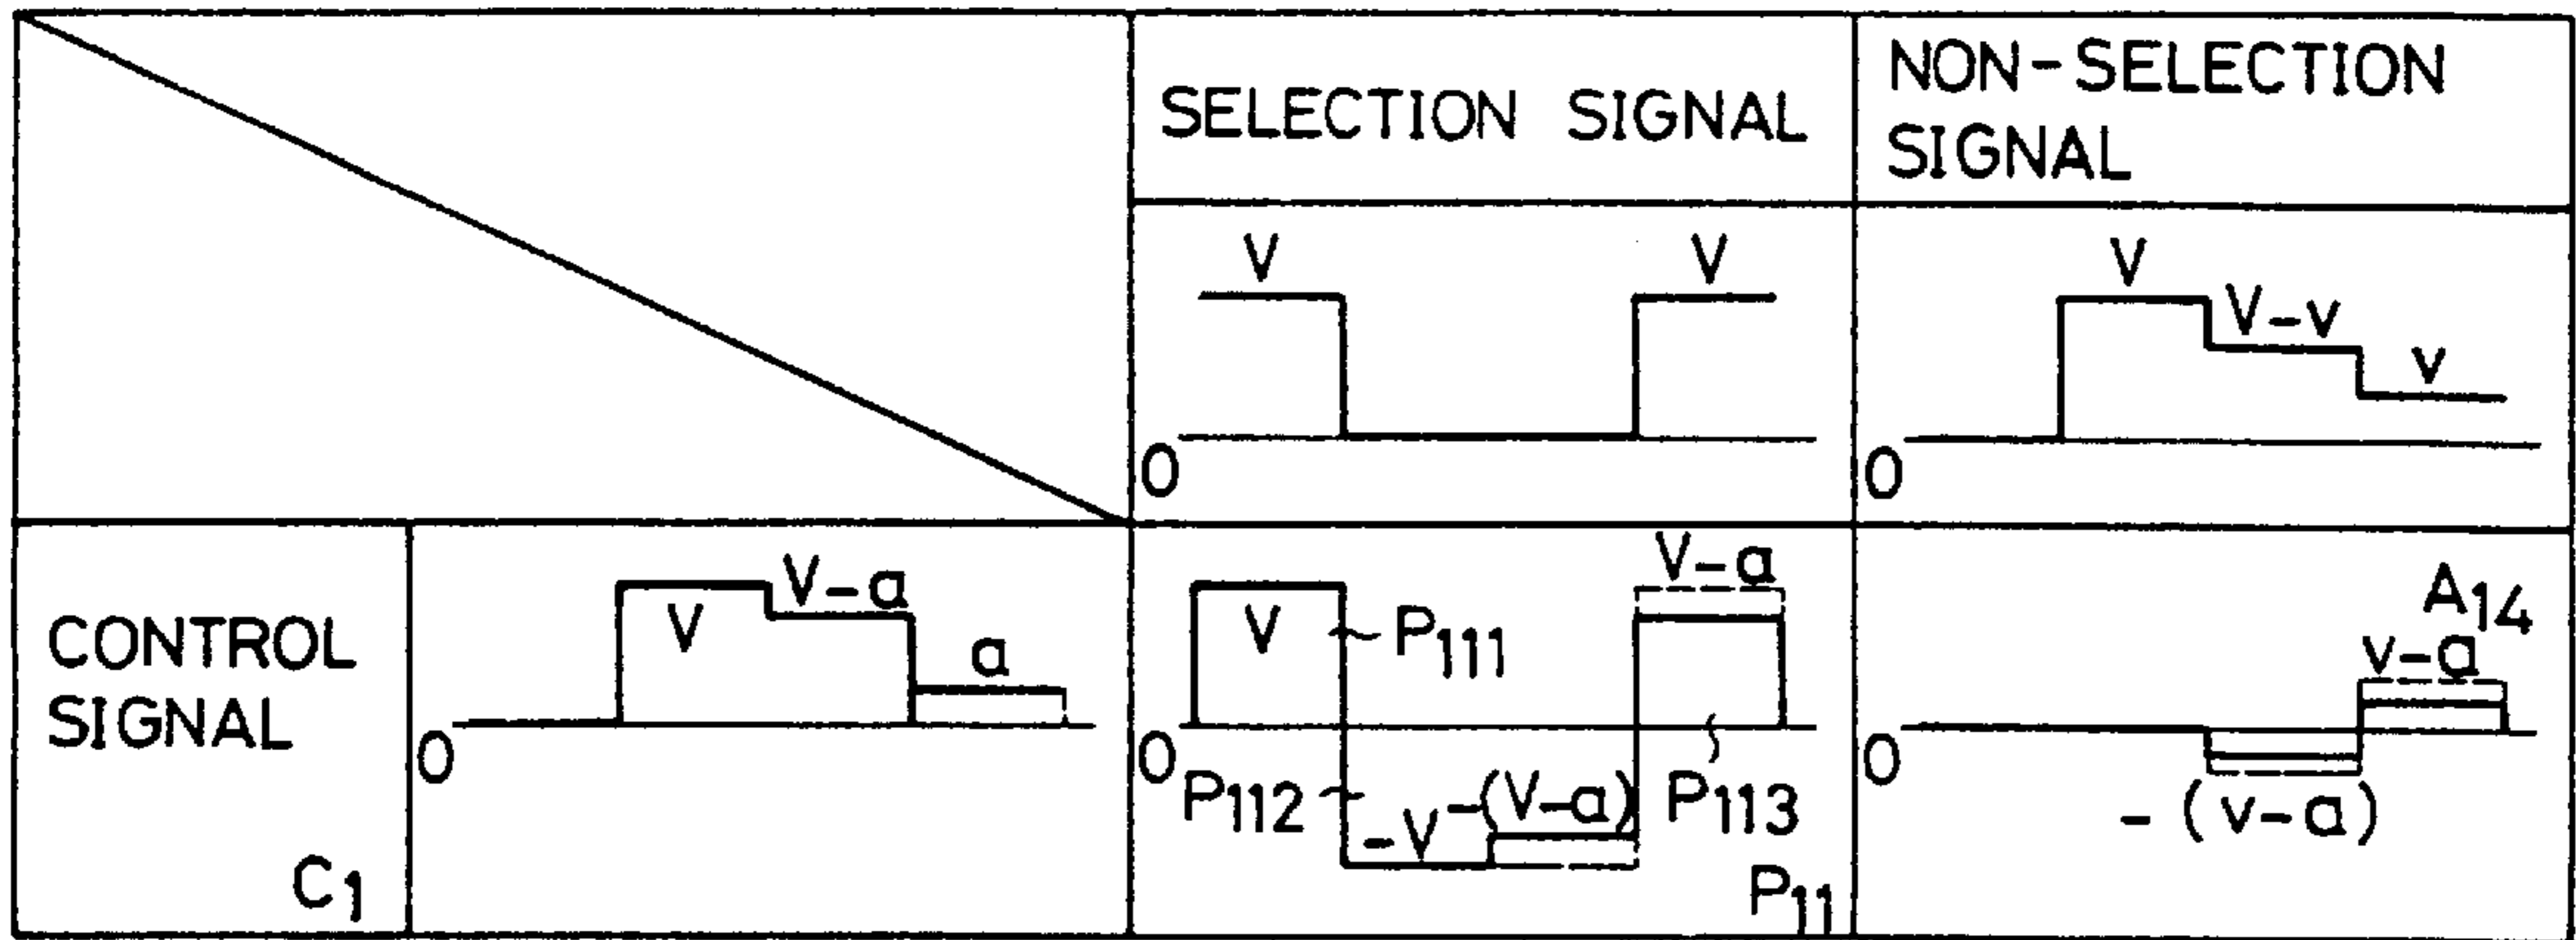 SELECTION SIGNAL
NON-SELECTION
SIGNAL
V
V
0
V
V-v
v
0
CONTROL
SIGNAL
C1
V
V-a
a
0
V
P111
V-a
0
P112
-V
-(V-a)
P113
P11
A14
v-a
0
-(v-a)